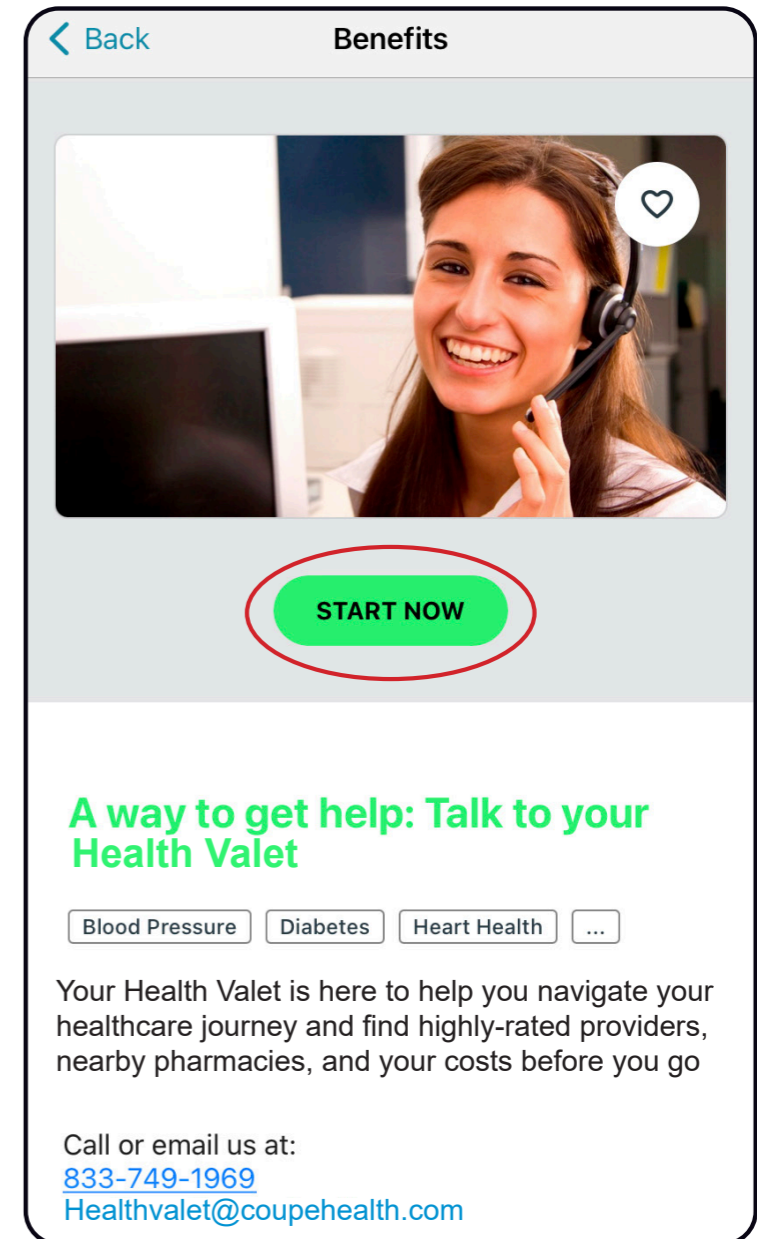 Back
Benefits
START NOW
A way to get help: Talk to your
Health Valet
Blood Pressure
Diabetes
Heart Health
...
Your Health Valet is here to help you navigate your
healthcare journey and find highly-rated providers,
nearby pharmacies, and your costs before you go
Call or email us at:
833-749-1969
Healthvalet@coupehealth.com